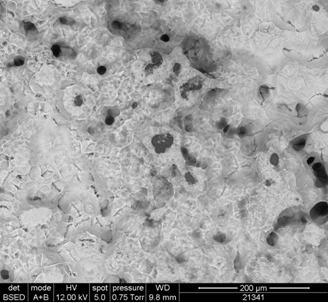 det mode HV spot pressure WD 200 µm
BSED A+B 12.00 kV 5.0 0.75 Torr 9.8 mm 21341